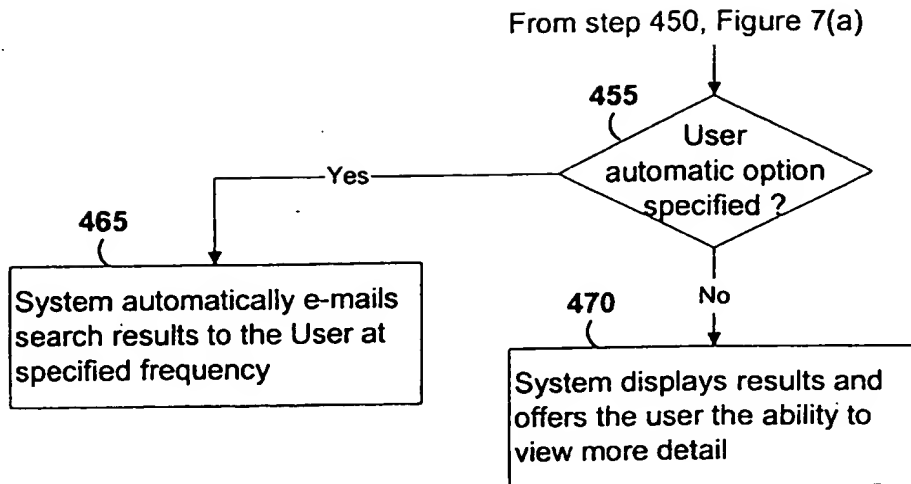 From step 450, Figure 7(a)
455
User
automatic option
specified ?
Yes
465
System automatically e-mails
search results to the User at
specified frequency
No
470
System displays results and
offers the user the ability to
view more detail